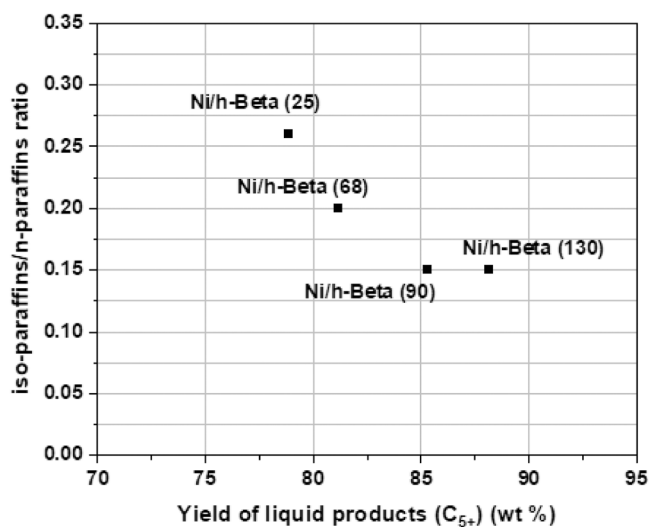 0.35
0.30
0.25
0.20
0.15
0.10
0.05
0.00
iso-paraffins/n-paraffins ratio
Ni/h-Beta (25)
Ni/h-Beta (68)
Ni/h-Beta (130)
Ni/h-Beta (90)
70 75 80 85 90 95
Yield of liquid products (C₅₊) (wt %)